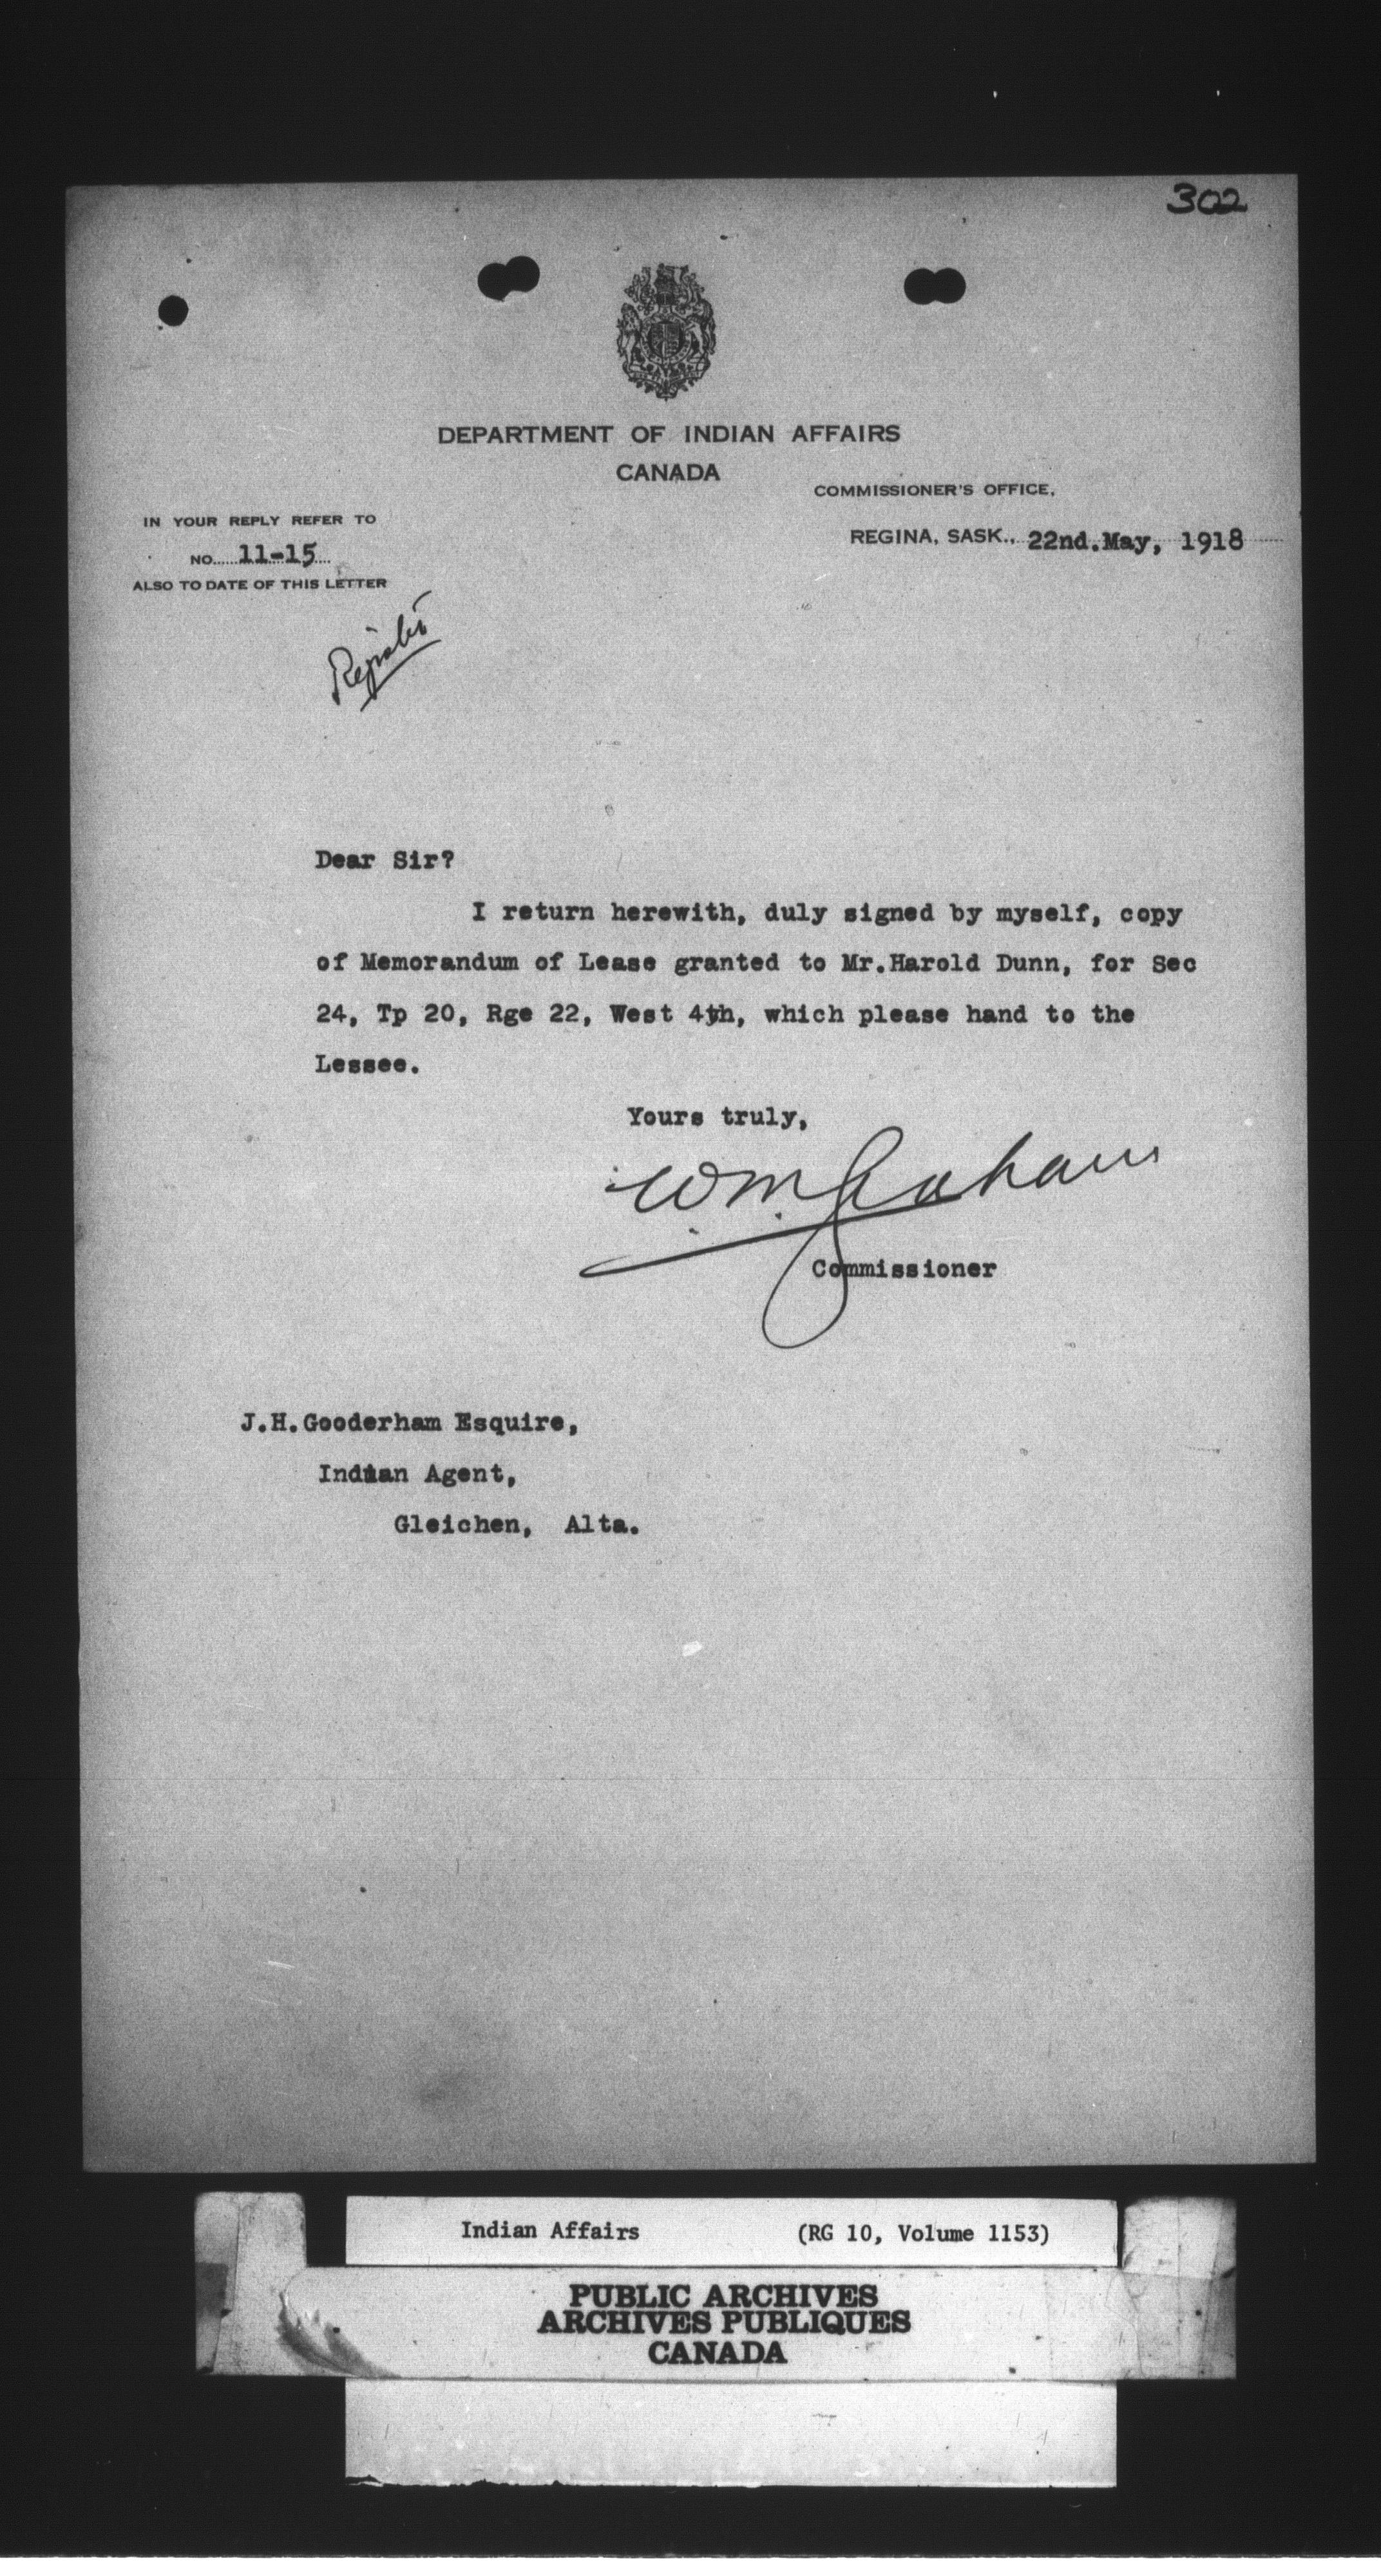 302
DEPARTMENT OF INDIAN AFFAIRS
CANADA
COMMISSIONER'S OFFICE,
IN YOUR REPLY REFER TO
REGINA, SASK., 22nd.May, 1918
NO. 11-15
ALSO TO DATE OF THIS LETTER
Dear Sir?
I return herewith, duly signed by myself, copy
of Memorandum of Lease granted to Mr.Harold Dunn, for Sec
24, Tp 20, Rge 22, West 4th, which please hand to the
Lessee.
Yours truly,
W.M.Graham
Commissioner
J.H.Gooderham Esquire,
Indian Agent,
Gleichen, Alta.
Indian Affairs (RG 10, Volume 1153)
PUBLIC ARCHIVES
ARCHIVES PUBLIQUES
CANADA